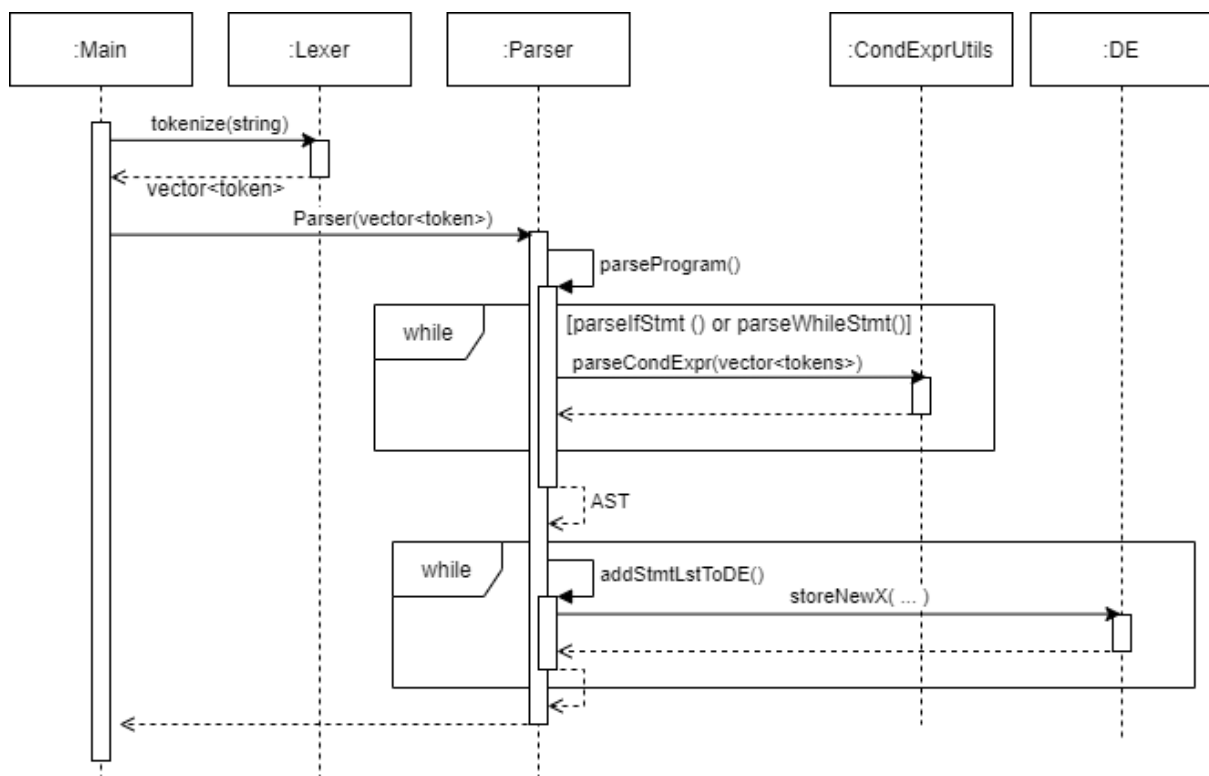 :Main
:Lexer
:Parser
:CondExprUtils
:DE
tokenize(string)
vector<token>
Parser(vector<token>)
parseProgram()
while
[parseIfStmt () or parseWhileStmt()]
parseCondExpr(vector<tokens>)
AST
while
addStmtLstToDE()
storeNewX( ... )